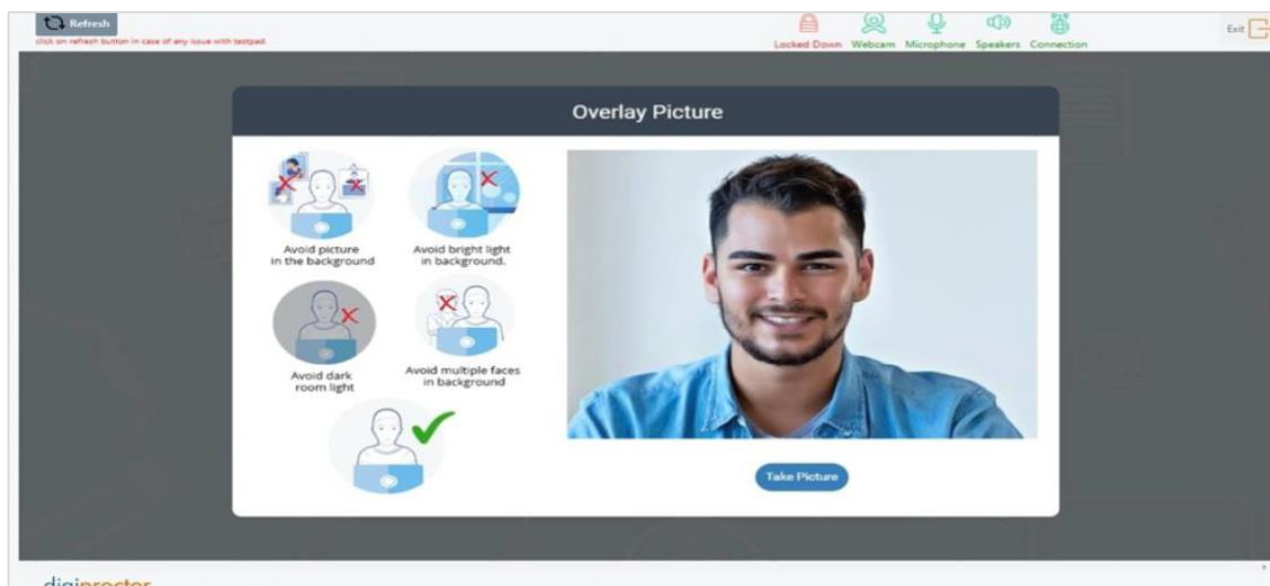 Refresh
click on refresh button in case of any issue with testpad.
Locked Down Webcam Microphone Speakers Connection
Exit
Overlay Picture
Avoid picture
in the background
Avoid bright light
in background.
Avoid dark
room light
Avoid multiple faces
in background
Take Picture
digiproctor